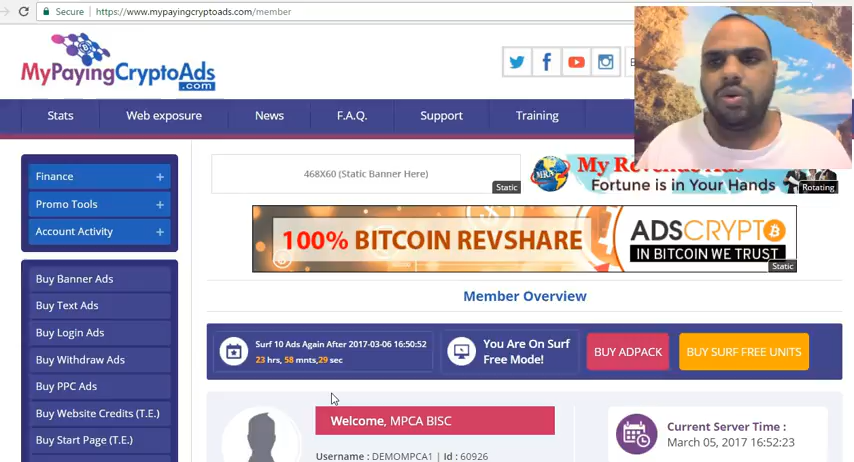 Secure https://www.mypayingcryptoads.com/member
MyPayingCryptoAds
.com
Stats Web exposure News F.A.Q. Support Training
Finance +
Promo Tools +
Account Activity +
468X60 (Static Banner Here)
Static
My Revenue Ads
Fortune is in Your Hands
Rotating
100% BITCOIN REVSHARE
ADSCRYPTO
IN BITCOIN WE TRUST
Static
Member Overview
Surf 10 Ads Again After 2017-03-06 16:50:52
23 hrs, 58 mnts,29 sec
You Are On Surf
Free Mode!
BUY ADPACK
BUY SURF FREE UNITS
Buy Banner Ads
Buy Text Ads
Buy Login Ads
Buy Withdraw Ads
Buy PPC Ads
Buy Website Credits (T.E.)
Buy Start Page (T.E.)
Welcome, MPCA BISC
Username : DEMOMPCA1 | Id : 60926
Current Server Time :
March 05, 2017 16:52:23